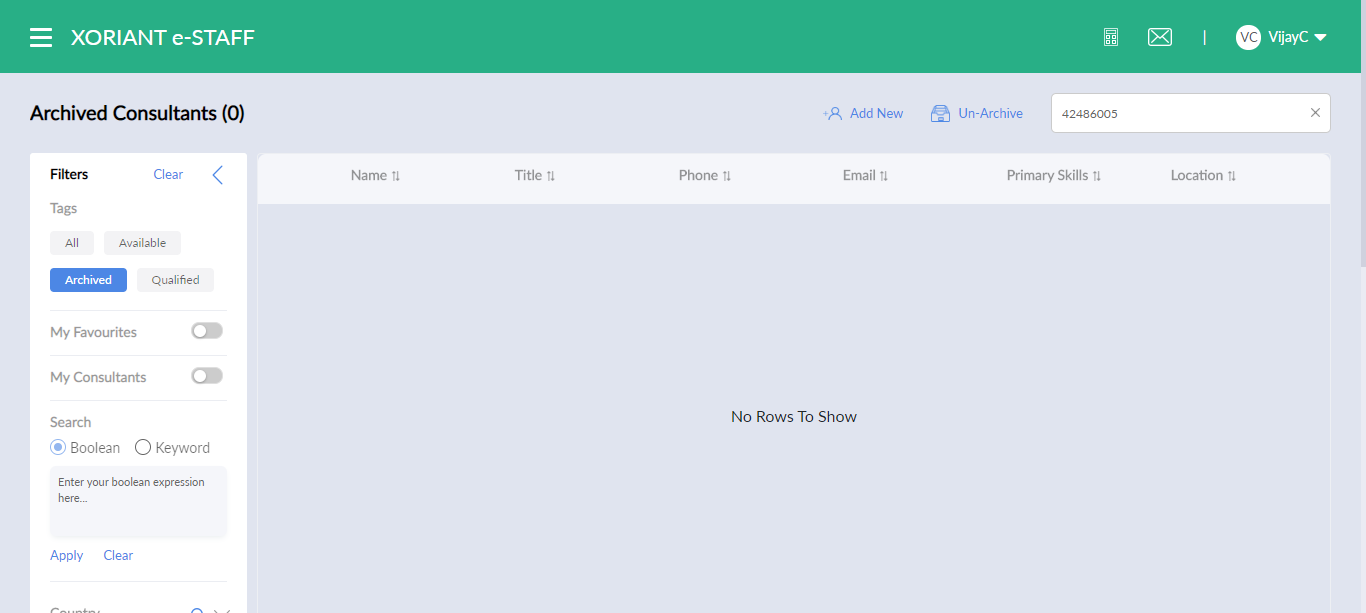 XORIANT e-STAFF
| VC VijayC
Archived Consultants (0)
Add New Un-Archive 42486005
Filters Clear
Name Title Phone Email Primary Skills Location
Tags
All Available
Archived Qualified
My Favourites
My Consultants
No Rows To Show
Search
Boolean Keyword
Enter your boolean expression
here...
Apply Clear
Country